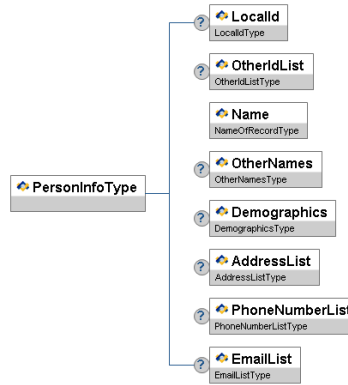 LocalId
LocalIdType
?
OtherIdList
OtherIdListType
?
Name
NameOfRecordType
OtherNames
OtherNamesType
?
PersonInfoType
Demographics
DemographicsType
?
AddressList
AddressListType
?
PhoneNumberList
PhoneNumberListType
?
EmailList
EmailListType
?